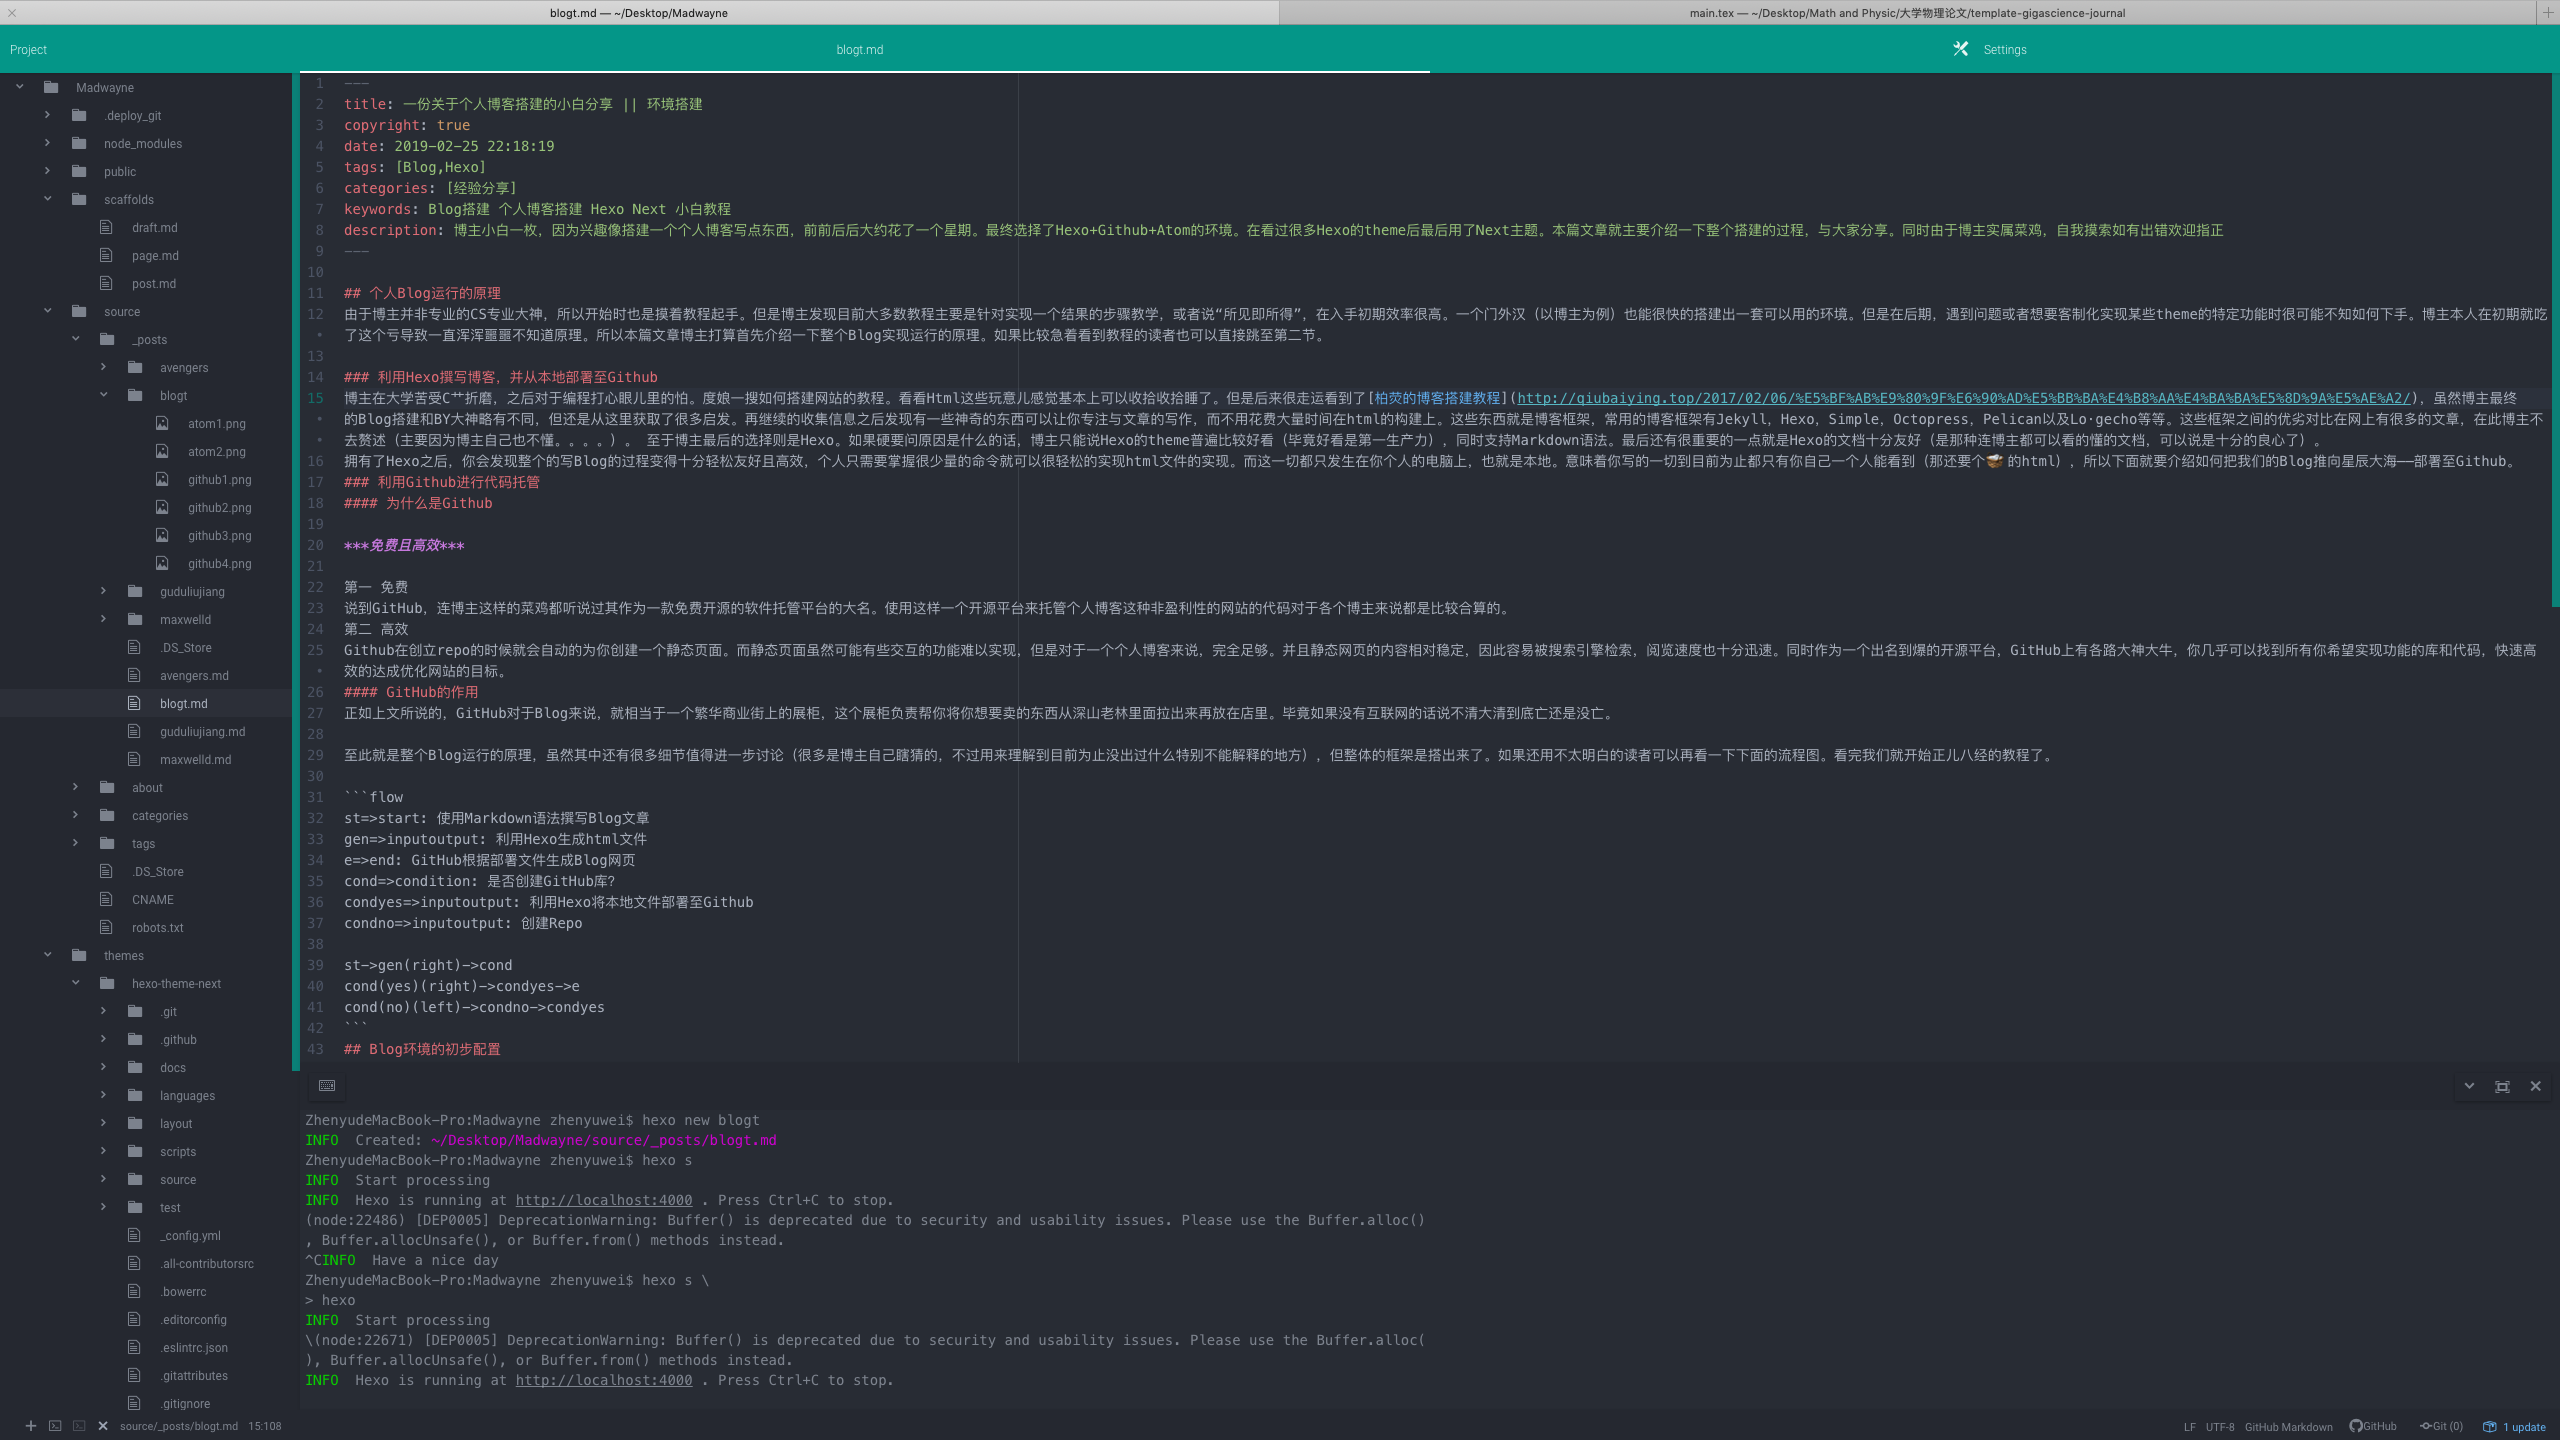 blogt.md — ~/Desktop/Madwayne
main.tex — ~/Desktop/Math and Physic/大学物理论文/template-gigascience-journal
Project
blogt.md
Settings
Madwayne
.deploy_git
node_modules
public
scaffolds
draft.md
page.md
post.md
source
_posts
avengers
blogt
atom1.png
atom2.png
github1.png
github2.png
github3.png
github4.png
guduliujiang
maxwelld
.DS_Store
avengers.md
blogt.md
guduliujiang.md
maxwelld.md
about
categories
tags
.DS_Store
CNAME
robots.txt
themes
hexo-theme-next
.git
.github
docs
languages
layout
scripts
source
test
_config.yml
.all-contributorsrc
.bowerrc
.editorconfig
.eslintrc.json
.gitattributes
.gitignore
1 ---
2 title: 一份关于个人博客搭建的小白分享 || 环境搭建
3 copyright: true
4 date: 2019-02-25 22:18:19
5 tags: [Blog,Hexo]
6 categories: [经验分享]
7 keywords: Blog搭建 个人博客搭建 Hexo Next 小白教程
8 description: 博主小白一枚，因为兴趣像搭建一个个人博客写点东西，前前后后大约花了一个星期。最终选择了Hexo+Github+Atom的环境。在看过很多Hexo的theme后最后用了Next主题。本篇文章就主要介绍一下整个搭建的过程，与大家分享。同时由于博主实属菜鸡，自我摸索如有出错欢迎指正
9 ---
10
11 ## 个人Blog运行的原理
12 由于博主并非专业的CS专业大神，所以开始时也是摸着教程起手。但是博主发现目前大多数教程主要是针对实现一个结果的步骤教学，或者说“所见即所得”，在入手初期效率很高。一个门外汉（以博主为例）也能很快的搭建出一套可以用的环境。但是在后期，遇到问题或者想要客制化实现某些theme的特定功能时很可能不知如何下手。博主本人在初期就吃
• 了这个亏导致一直浑浑噩噩不知道原理。所以本篇文章博主打算首先介绍一下整个Blog实现运行的原理。如果比较急着看到教程的读者也可以直接跳至第二节。
13
14 ### 利用Hexo撰写博客，并从本地部署至Github
15 博主在大学苦受C艹折磨，之后对于编程打心眼儿里的怕。度娘一搜如何搭建网站的教程。看看Html这些玩意儿感觉基本上可以收拾收拾睡了。但是后来很走运看到了[柏荧的博客搭建教程](http://qiubaiying.top/2017/02/06/%E5%BF%AB%E9%80%9F%E6%90%AD%E5%BB%BA%E4%B8%AA%E4%BA%BA%E5%8D%9A%E5%AE%A2/)，虽然博主最终
• 的Blog搭建和BY大神略有不同，但还是从这里获取了很多启发。再继续的收集信息之后发现有一些神奇的东西可以让你专注与文章的写作，而不用花费大量时间在html的构建上。这些东西就是博客框架，常用的博客框架有Jekyll，Hexo，Simple，Octopress，Pelican以及Lo·gecho等等。这些框架之间的优劣对比在网上有很多的文章，在此博主不
• 去赘述（主要因为博主自己也不懂。。。。）。 至于博主最后的选择则是Hexo。如果硬要问原因是什么的话，博主只能说Hexo的theme普遍比较好看（毕竟好看是第一生产力），同时支持Markdown语法。最后还有很重要的一点就是Hexo的文档十分友好（是那种连博主都可以看的懂的文档，可以说是十分的良心了）。
16 拥有了Hexo之后，你会发现整个的写Blog的过程变得十分轻松友好且高效，个人只需要掌握很少量的命令就可以很轻松的实现html文件的实现。而这一切都只发生在你个人的电脑上，也就是本地。意味着你写的一切到目前为止都只有你自己一个人能看到（那还要个🥣 的html），所以下面就要介绍如何把我们的Blog推向星辰大海——部署至Github。
17 ### 利用Github进行代码托管
18 #### 为什么是Github
19
20 ***免费且高效***
21
22 第一 免费
23 说到GitHub，连博主这样的菜鸡都听说过其作为一款免费开源的软件托管平台的大名。使用这样一个开源平台来托管个人博客这种非盈利性的网站的代码对于各个博主来说都是比较合算的。
24 第二 高效
25 Github在创立repo的时候就会自动的为你创建一个静态页面。而静态页面虽然可能有些交互的功能难以实现，但是对于一个个人博客来说，完全足够。并且静态网页的内容相对稳定，因此容易被搜索引擎检索，阅览速度也十分迅速。同时作为一个出名到爆的开源平台，GitHub上有各路大神大牛，你几乎可以找到所有你希望实现功能的库和代码，快速高
• 效的达成优化网站的目标。
26 #### GitHub的作用
27 正如上文所说的，GitHub对于Blog来说，就相当于一个繁华商业街上的展柜，这个展柜负责帮你将你想要卖的东西从深山老林里面拉出来再放在店里。毕竟如果没有互联网的话说不清大清到底亡还是没亡。
28
29 至此就是整个Blog运行的原理，虽然其中还有很多细节值得进一步讨论（很多是博主自己瞎猜的，不过用来理解到目前为止没出过什么特别不能解释的地方），但整体的框架是搭出来了。如果还用不太明白的读者可以再看一下下面的流程图。看完我们就开始正儿八经的教程了。
30
31 ```flow
32 st=>start: 使用Markdown语法撰写Blog文章
33 gen=>inputoutput: 利用Hexo生成html文件
34 e=>end: GitHub根据部署文件生成Blog网页
35 cond=>condition: 是否创建GitHub库?
36 condyes=>inputoutput: 利用Hexo将本地文件部署至Github
37 condno=>inputoutput: 创建Repo
38
39 st->gen(right)->cond
40 cond(yes)(right)->condyes->e
41 cond(no)(left)->condno->condyes
42 ```
43 ## Blog环境的初步配置
ZhenyudeMacBook-Pro:Madwayne zhenyuwei$ hexo new blogt
INFO  Created: ~/Desktop/Madwayne/source/_posts/blogt.md
ZhenyudeMacBook-Pro:Madwayne zhenyuwei$ hexo s
INFO  Start processing
INFO  Hexo is running at http://localhost:4000 . Press Ctrl+C to stop.
(node:22486) [DEP0005] DeprecationWarning: Buffer() is deprecated due to security and usability issues. Please use the Buffer.alloc()
, Buffer.allocUnsafe(), or Buffer.from() methods instead.
^CINFO  Have a nice day
ZhenyudeMacBook-Pro:Madwayne zhenyuwei$ hexo s \
> hexo
INFO  Start processing
\(node:22671) [DEP0005] DeprecationWarning: Buffer() is deprecated due to security and usability issues. Please use the Buffer.alloc(
), Buffer.allocUnsafe(), or Buffer.from() methods instead.
INFO  Hexo is running at http://localhost:4000 . Press Ctrl+C to stop.
source/_posts/blogt.md 15:108
LF UTF-8 GitHub Markdown GitHub Git (0) 1 update